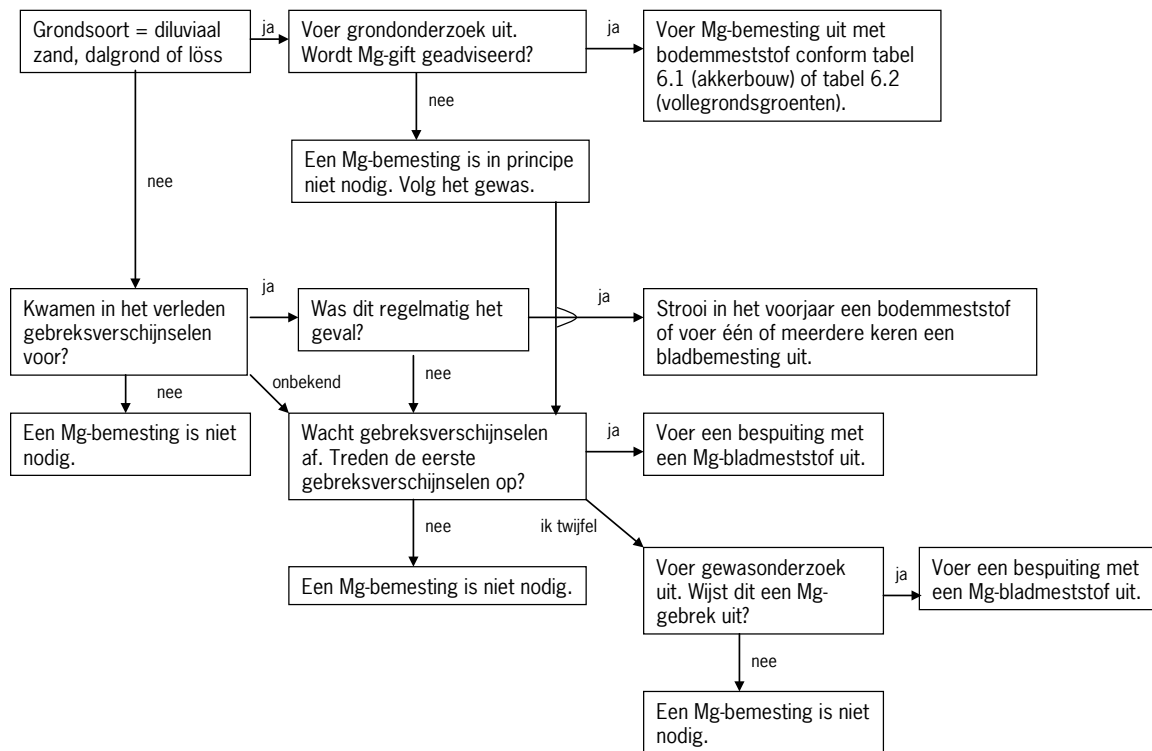 Grondsoort = diluviaal
zand, dalgrond of löss
ja
Voer grondonderzoek uit.
Wordt Mg-gift geadviseerd?
ja
Voer Mg-bemesting uit met
bodemmeststof conform tabel
6.1 (akkerbouw) of tabel 6.2
(vollegrondsgroenten).
nee
nee
Een Mg-bemesting is in principe
niet nodig. Volg het gewas.
Kwamen in het verleden
gebreksverschijnselen
voor?
ja
Was dit regelmatig het
geval?
ja
Strooi in het voorjaar een bodemmeststof
of voer één of meerdere keren een
bladbemesting uit.
nee
onbekend
nee
Een Mg-bemesting is niet
nodig.
Wacht gebreksverschijnselen
af. Treden de eerste
gebreksverschijnselen op?
ja
Voer een bespuiting met
een Mg-bladmeststof uit.
nee
ik twijfel
Een Mg-bemesting is niet nodig.
Voer gewasonderzoek
uit. Wijst dit een Mg-
gebrek uit?
ja
Voer een bespuiting met
een Mg-bladmeststof uit.
nee
Een Mg-bemesting is niet
nodig.